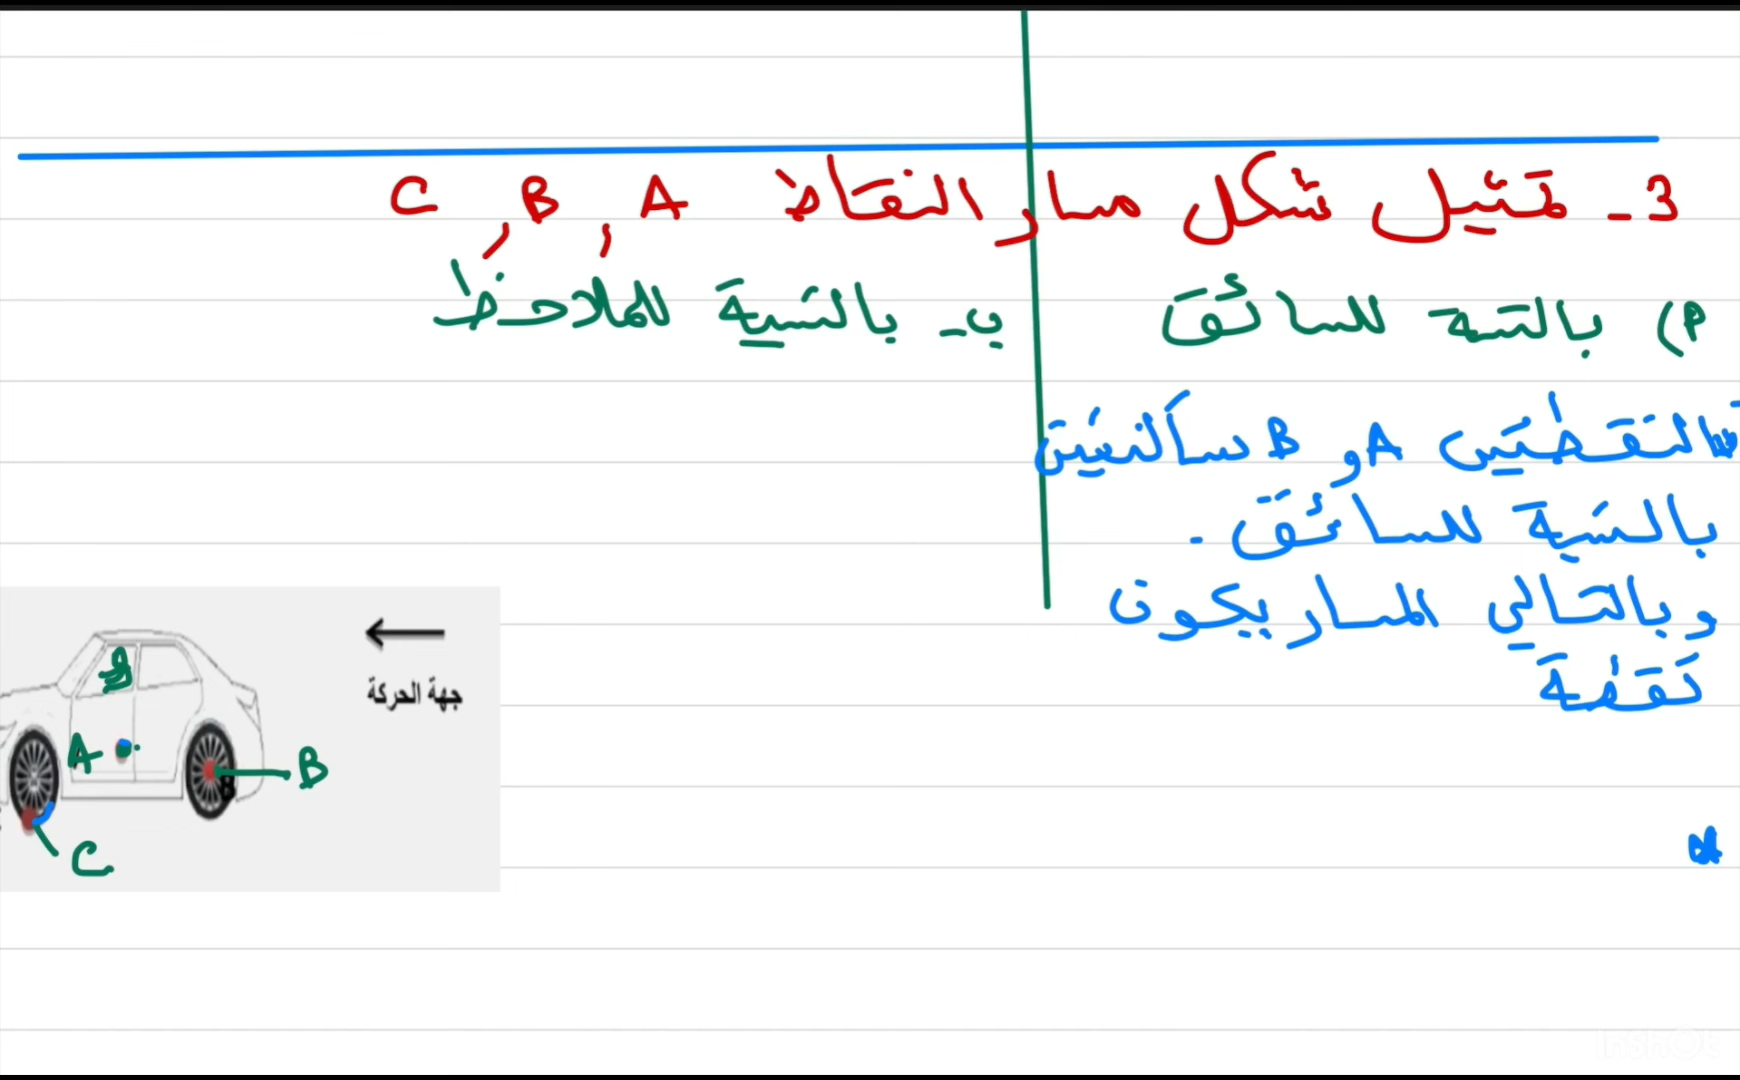 3 - تمثيل شكل مسار النقاط A , B , C
أ) بالنسبة للسائق
ب - بالنسبة للملاحظ
النقطتين A و B ساكنتين
بالنسبة للسائق .
وبالتالي المسار يكون
نقطة
جهة الحركة
A
B
B
C